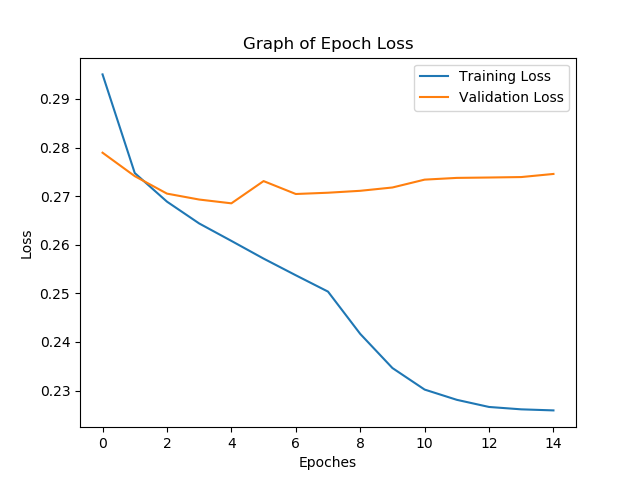 Graph of Epoch Loss
Training Loss
Validation Loss
0.29
0.28
0.27
0.26
0.25
0.24
0.23
Loss
0 2 4 6 8 10 12 14
Epoches